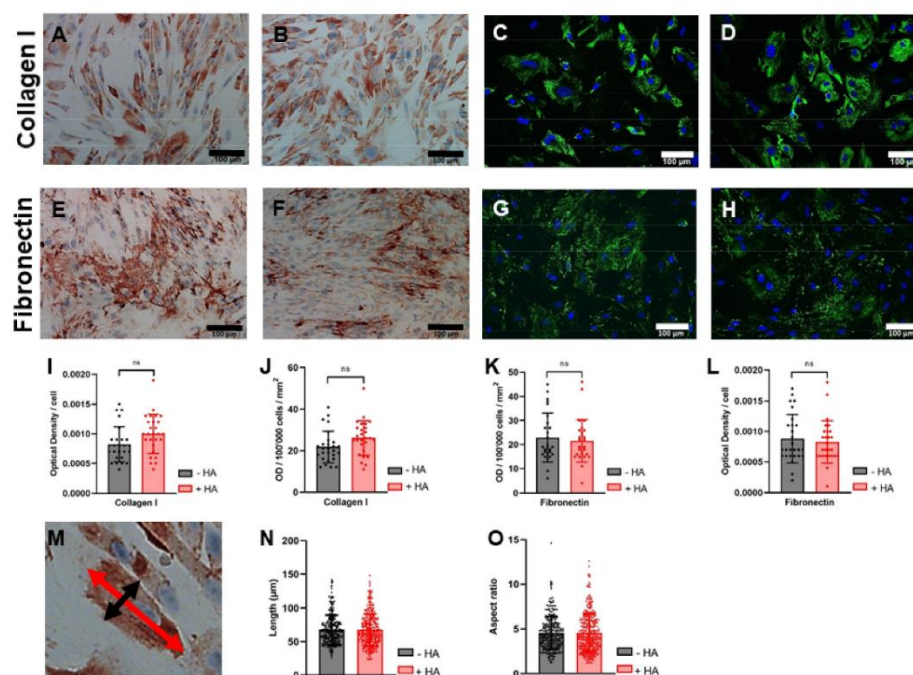 Collagen I
A
B
C
D
100 µm
100 µm
100 µm
100 µm
Fibronectin
E
F
G
H
100 µm
100 µm
100 µm
100 µm
I
ns
Optical Density / cell
0.0020
0.0015
0.0010
0.0005
0.0000
Collagen I
- HA
+ HA
J
ns
OD / 100'000 cells / mm²
60
40
20
0
Collagen I
- HA
+ HA
K
ns
OD / 100'000 cells / mm²
50
40
30
20
10
0
Fibronectin
- HA
+ HA
L
ns
Optical Density / cell
0.0020
0.0015
0.0010
0.0005
0.0000
Fibronectin
- HA
+ HA
M
N
Length (µm)
200
150
100
50
0
- HA
+ HA
O
Aspect ratio
15
10
5
0
- HA
+ HA